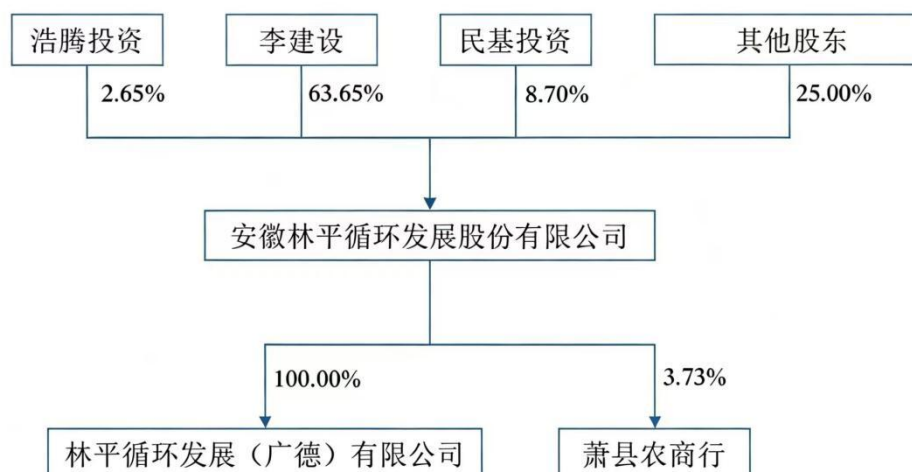 浩腾投资
李建设
民基投资
其他股东
2.65%
63.65%
8.70%
25.00%
安徽林平循环发展股份有限公司
100.00%
3.73%
林平循环发展（广德）有限公司
萧县农商行